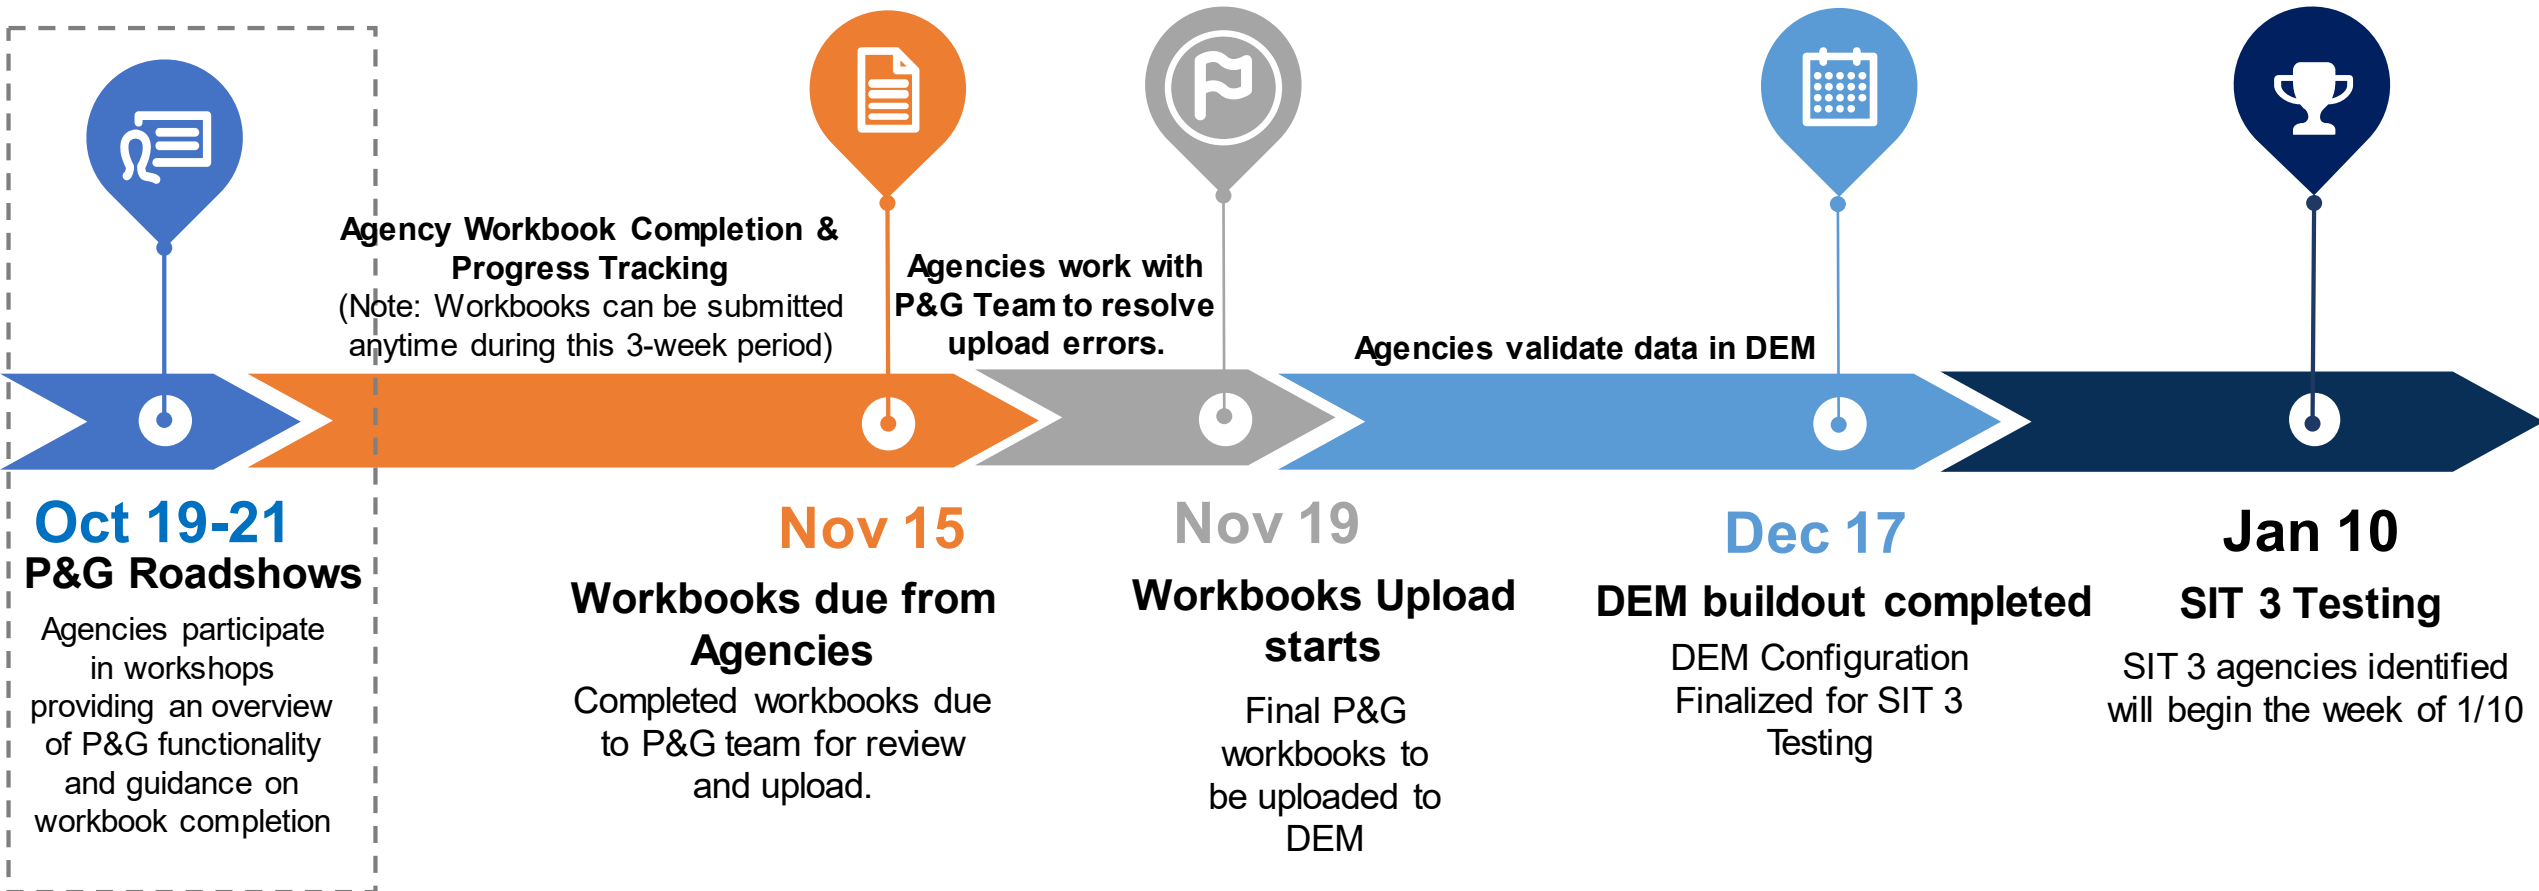 Agency Workbook Completion &
Progress Tracking
(Note: Workbooks can be submitted
anytime during this 3-week period)
Agencies work with
P&G Team to resolve
upload errors.
Agencies validate data in DEM
Oct 19-21
P&G Roadshows
Agencies participate
in workshops
providing an overview
of P&G functionality
and guidance on
workbook completion
Nov 15
Workbooks due from
Agencies
Completed workbooks due
to P&G team for review
and upload.
Nov 19
Workbooks Upload
starts
Final P&G
workbooks to
be uploaded to
DEM
Dec 17
DEM buildout completed
DEM Configuration
Finalized for SIT 3
Testing
Jan 10
SIT 3 Testing
SIT 3 agencies identified
will begin the week of 1/10